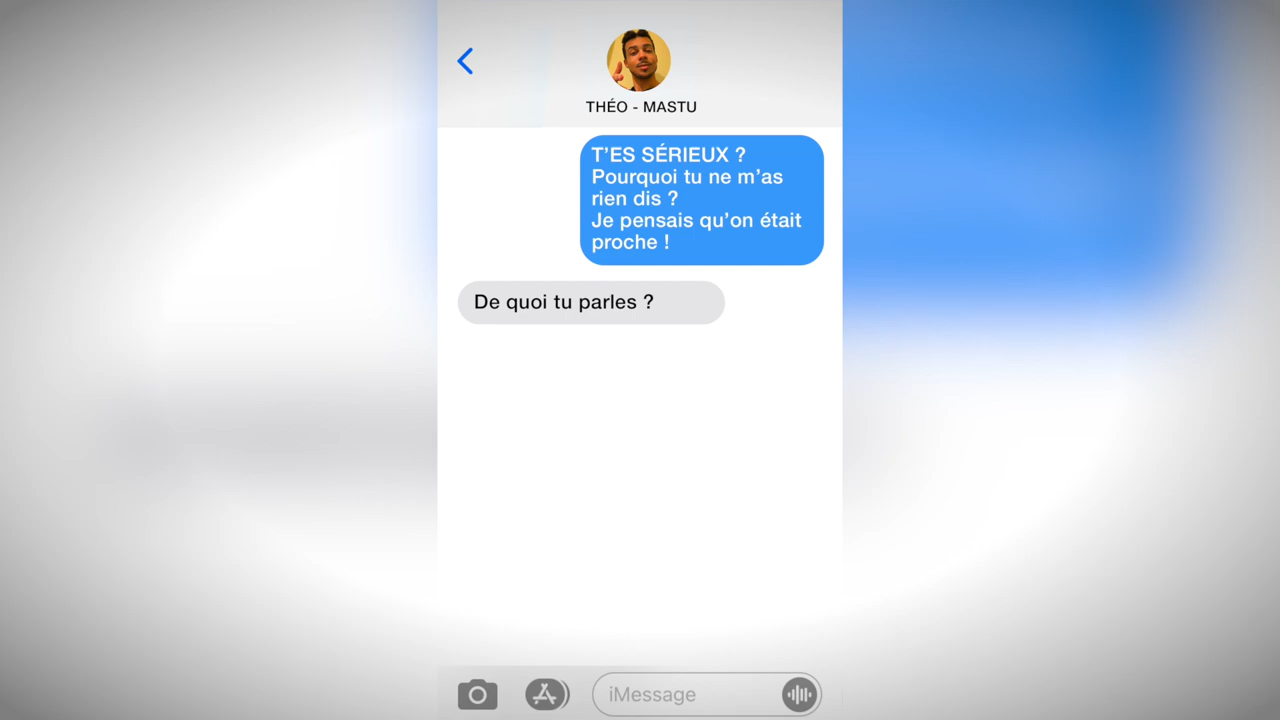 THÉO - MASTU
T’ES SÉRIEUX ?
Pourquoi tu ne m’as
rien dis ?
Je pensais qu’on était
proche !
De quoi tu parles ?
iMessage